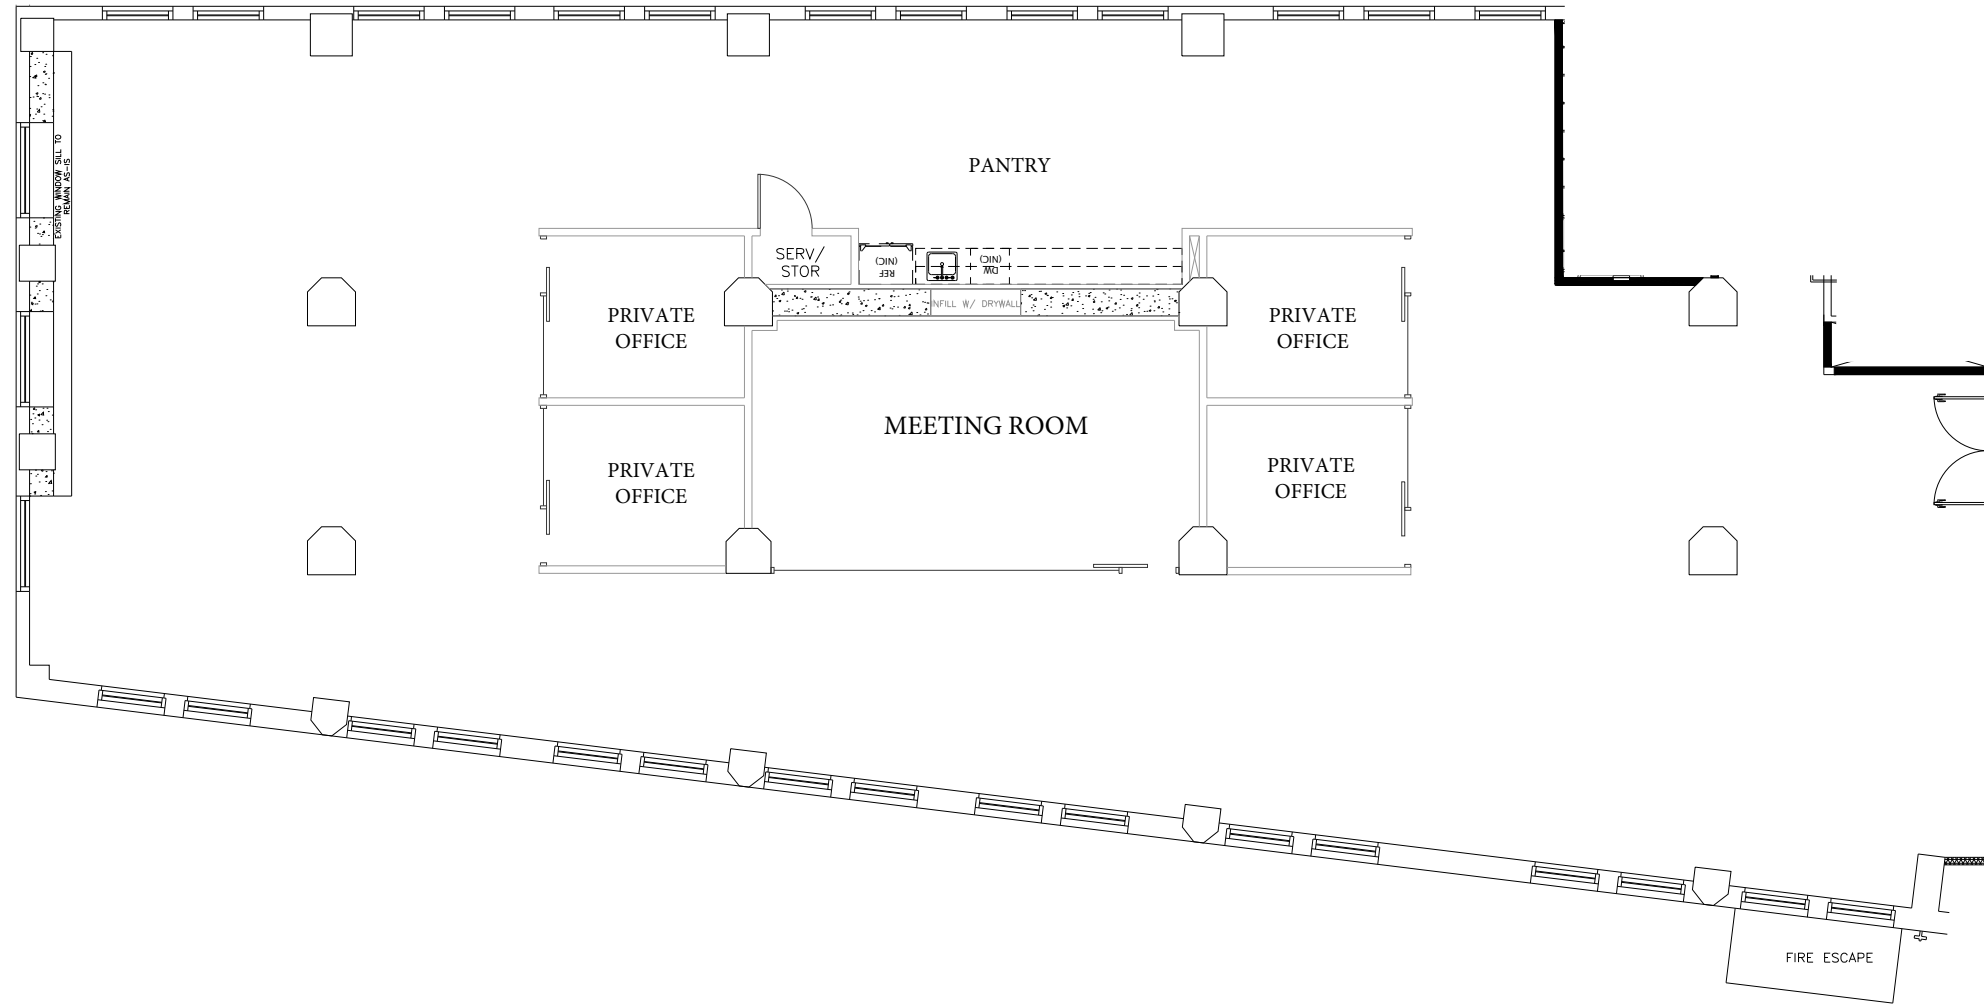 PANTRY
EXISTING WINDOW SILL TO
REMAIN AS-IS
SERV/
STOR
REF
(NIC)
DW
(NIC)
INFILL W/ DRYWALL
PRIVATE
OFFICE
PRIVATE
OFFICE
MEETING ROOM
PRIVATE
OFFICE
PRIVATE
OFFICE
FIRE ESCAPE